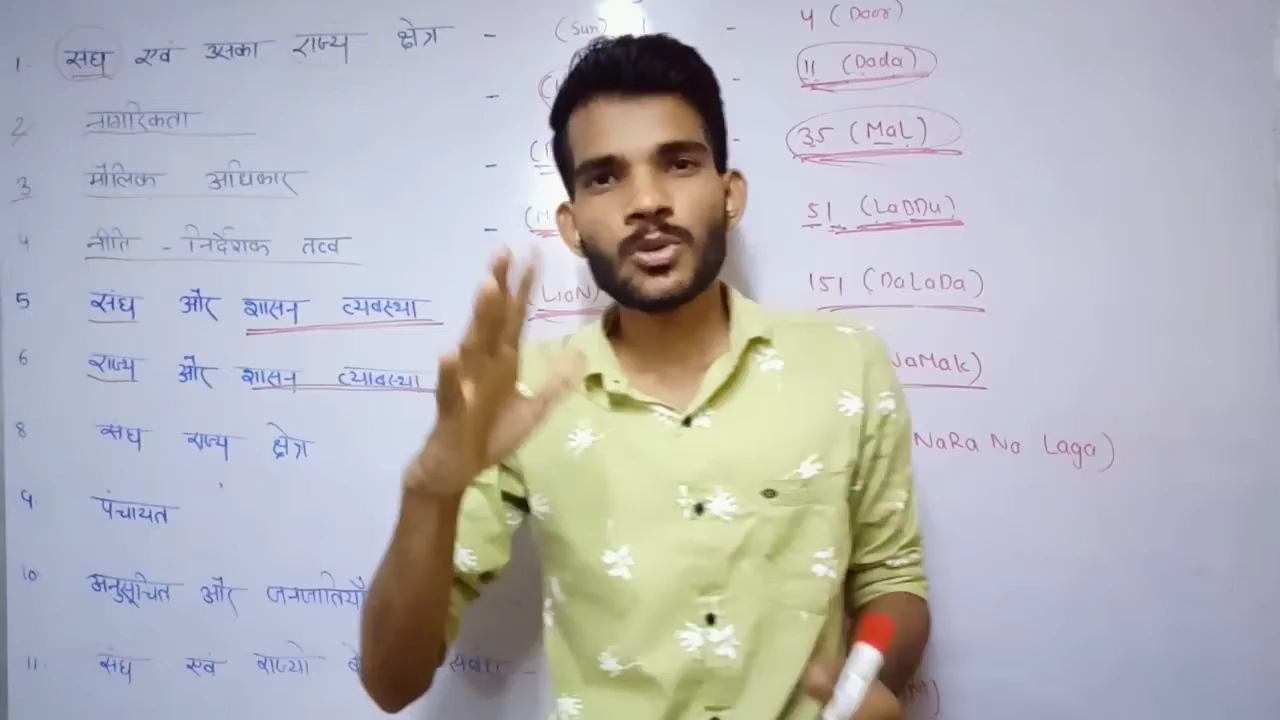 1. संघ एवं उसका राज्य क्षेत्र - (Sun) - 4 (Door)
- 11 (Dada)
2 नागरिकता
- 35 (MaL)
3 मौलिक अधिकार -
- 51 (LaDDu)
4 नीति - निर्देशक तत्व -
5 संघ और शासन व्यवस्था (LioN) 151 (DaLaDa)
6 राज्य और शासन व्यावस्था NaMak)
8 संघ राज्य क्षेत्र NaRa No Laga)
9. पंचायत
10 अनुसूचित और जनजातियाँ
11. संघ एवं राज्यो -